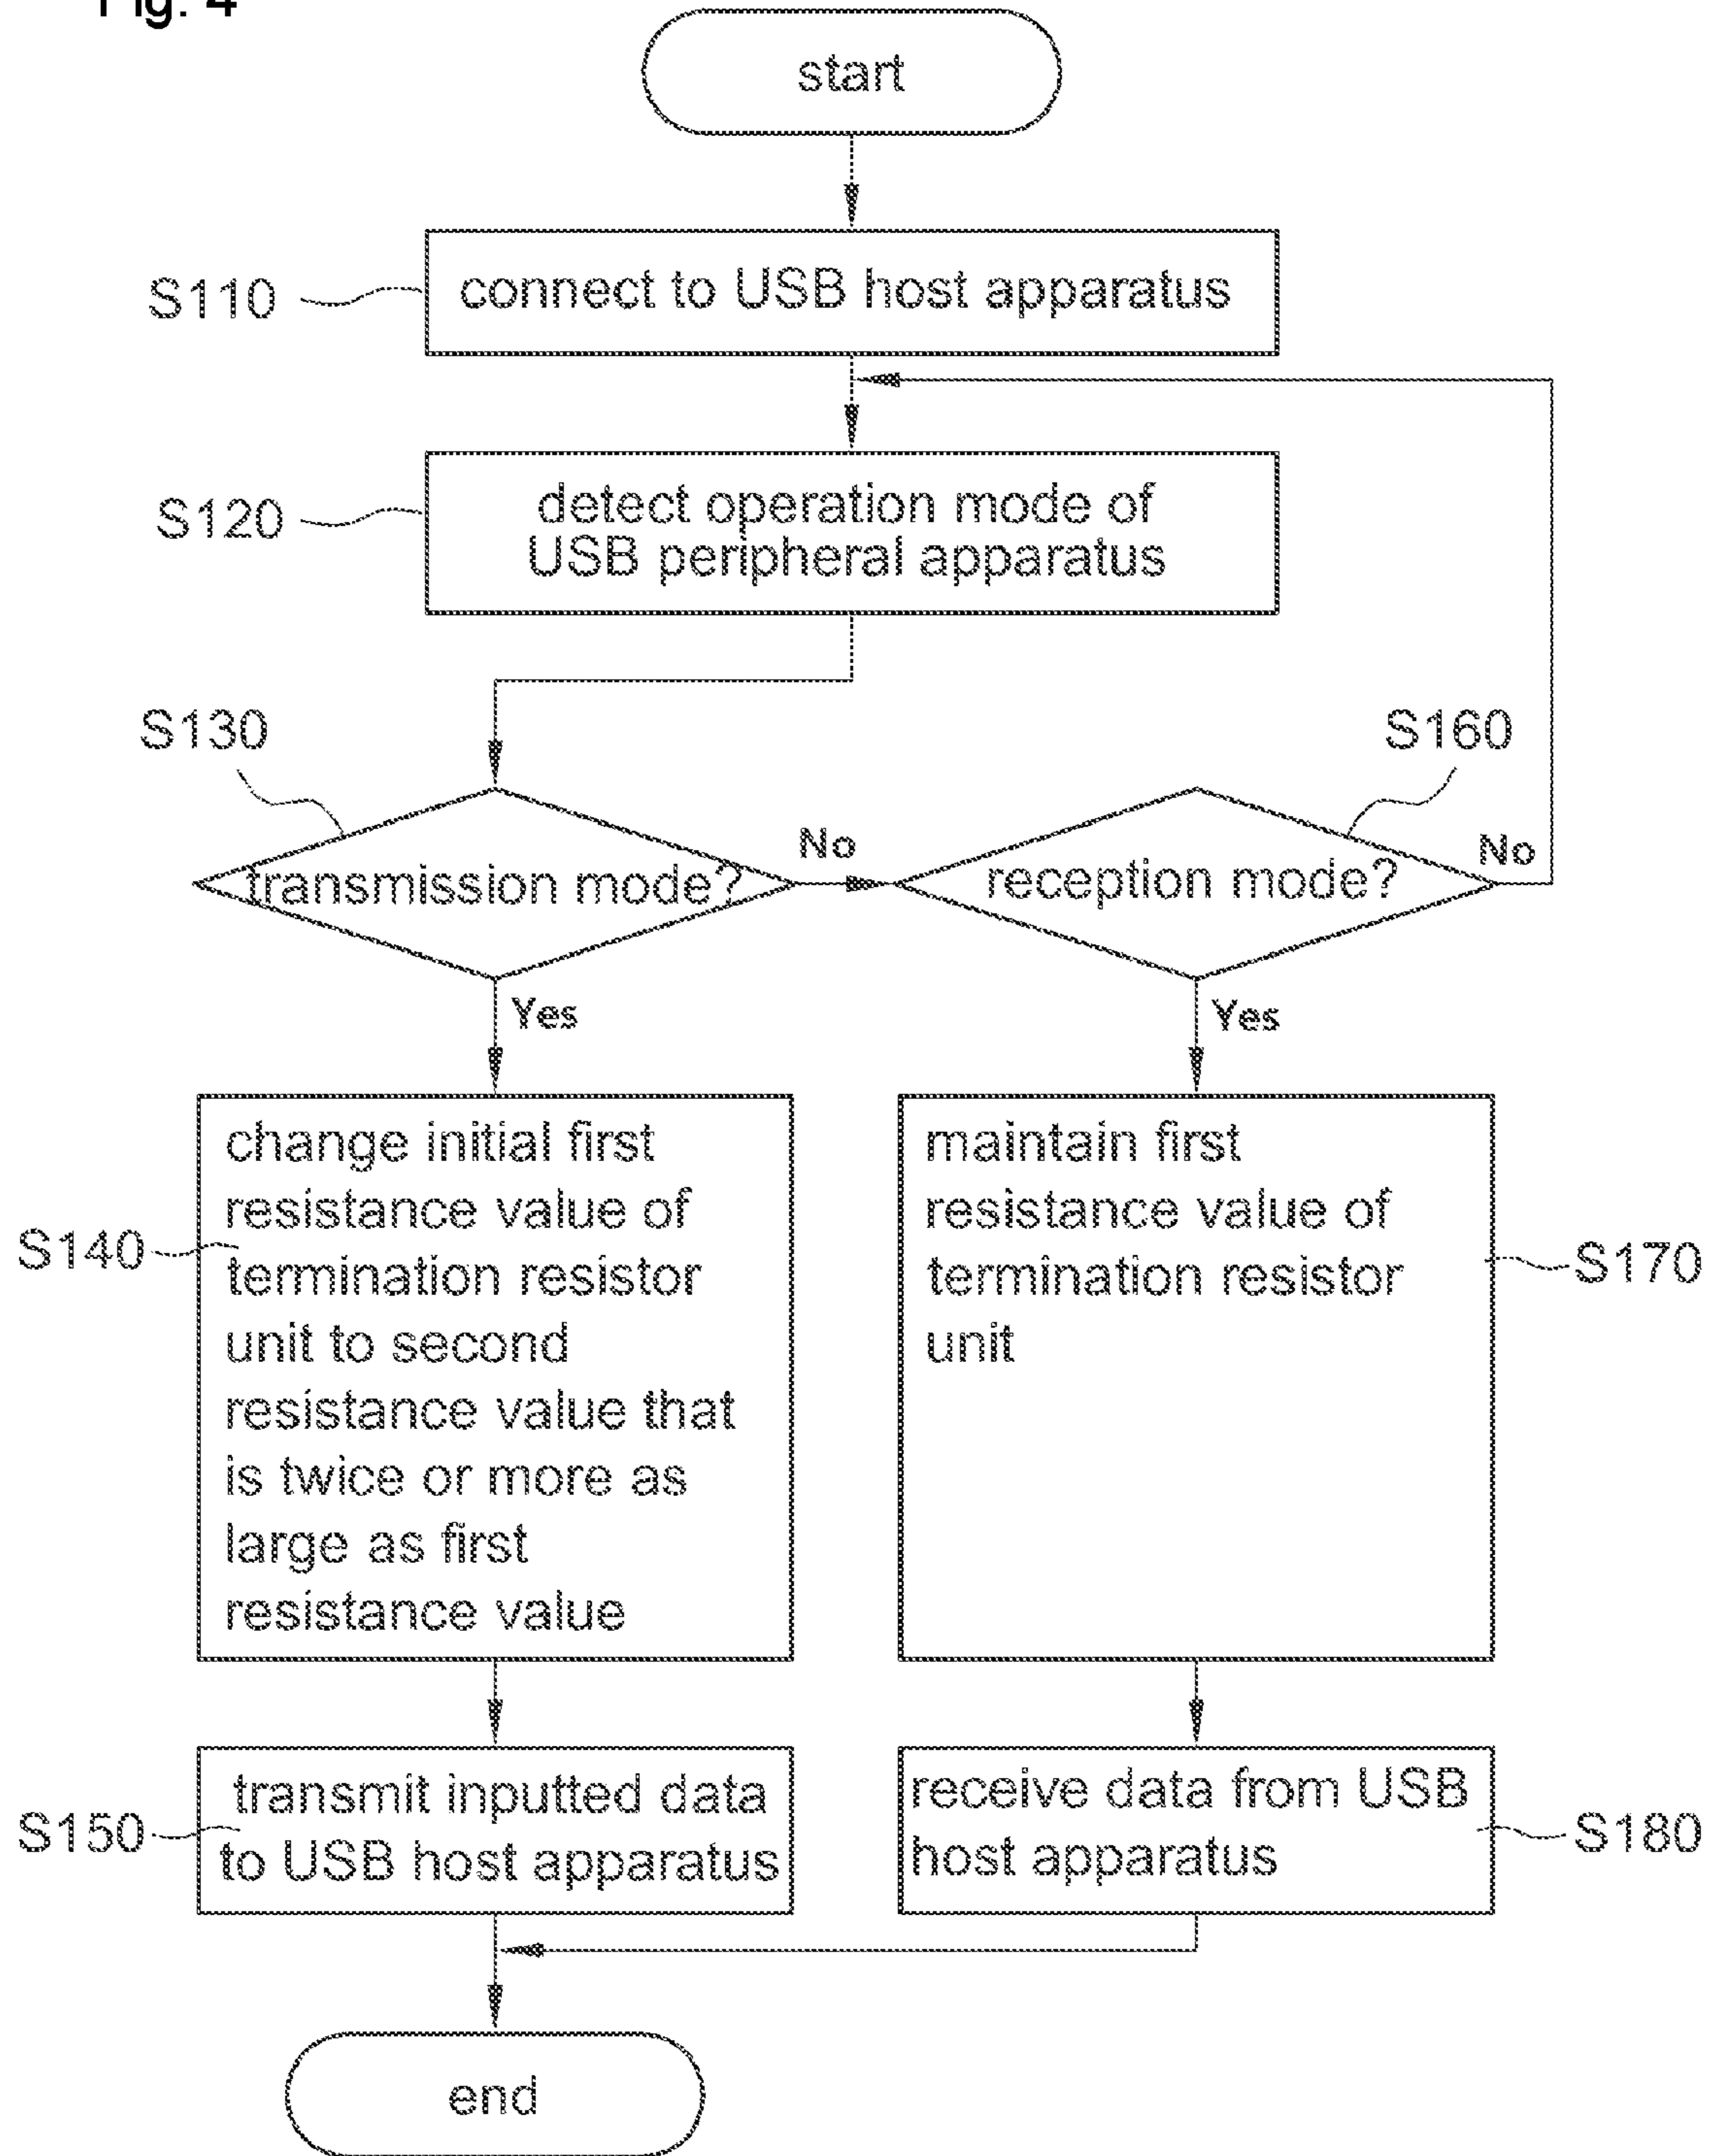 Fig. 4
start
S110
connect to USB host apparatus
S120
detect operation mode of
USB peripheral apparatus
S130
S160
transmission mode?
No
reception mode?
No
Yes
Yes
S140
change initial first
resistance value of
termination resistor
unit to second
resistance value that
is twice or more as
large as first
resistance value
maintain first
resistance value of
termination resistor
unit
S170
S150
transmit inputted data
to USB host apparatus
receive data from USB
host apparatus
S180
end